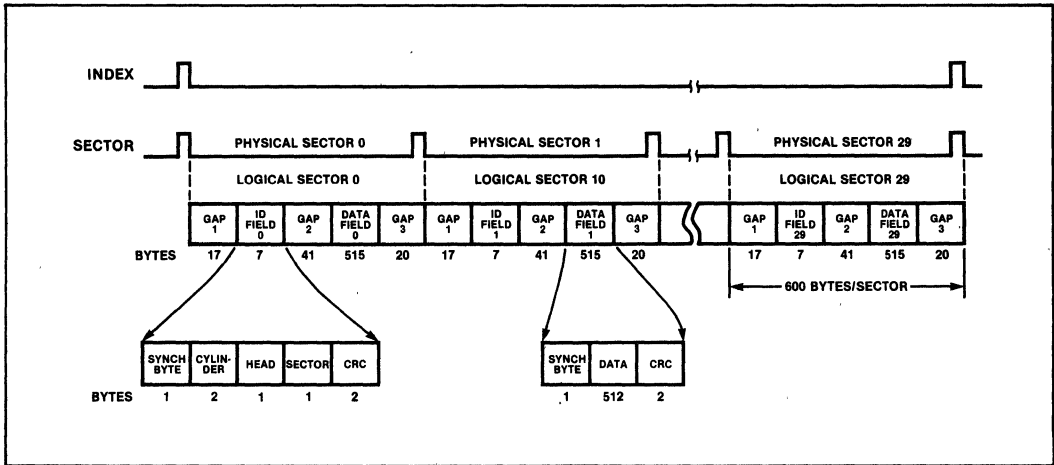 INDEX
SECTOR
PHYSICAL SECTOR 0
PHYSICAL SECTOR 1
PHYSICAL SECTOR 29
LOGICAL SECTOR 0
LOGICAL SECTOR 10
LOGICAL SECTOR 29
GAP 1
ID FIELD 0
GAP 2
DATA FIELD 0
GAP 3
GAP 1
ID FIELD 1
GAP 2
DATA FIELD 1
GAP 3
GAP 1
ID FIELD 29
GAP 2
DATA FIELD 29
GAP 3
BYTES 17 7 41 515 20 17 7 41 515 20 17 7 41 515 20
600 BYTES/SECTOR
SYNCH BYTE
CYLIN-DER
HEAD
SECTOR
CRC
SYNCH BYTE
DATA
CRC
BYTES 1 2 1 1 2 1 512 2